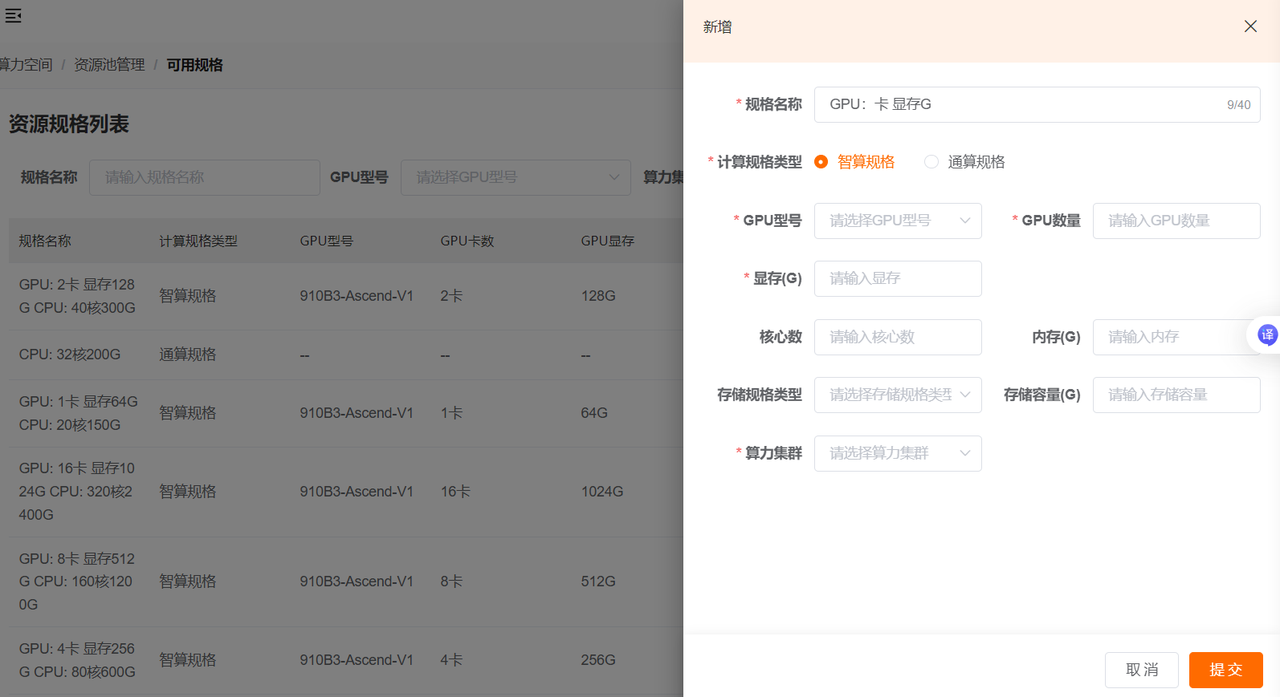 算力空间 / 资源池管理 / 可用规格
资源规格列表
规格名称 请输入规格名称 GPU型号 请选择GPU型号 算力集
规格名称 计算规格类型 GPU型号 GPU卡数 GPU显存
GPU: 2卡 显存128
G CPU: 40核300G
智算规格 910B3-Ascend-V1 2卡 128G
CPU: 32核200G 通算规格 -- -- --
GPU: 1卡 显存64G
CPU: 20核150G
智算规格 910B3-Ascend-V1 1卡 64G
GPU: 16卡 显存10
24G CPU: 320核2
400G
智算规格 910B3-Ascend-V1 16卡 1024G
GPU: 8卡 显存512
G CPU: 160核120
0G
智算规格 910B3-Ascend-V1 8卡 512G
GPU: 4卡 显存256
G CPU: 80核600G
智算规格 910B3-Ascend-V1 4卡 256G
新增
* 规格名称 GPU：卡 显存G 9/40
* 计算规格类型 智算规格 通算规格
* GPU型号 请选择GPU型号 * GPU数量 请输入GPU数量
* 显存(G) 请输入显存
核心数 请输入核心数 内存(G) 请输入内存
存储规格类型 请选择存储规格类型 存储容量(G) 请输入存储容量
* 算力集群 请选择算力集群
译
取消 提交